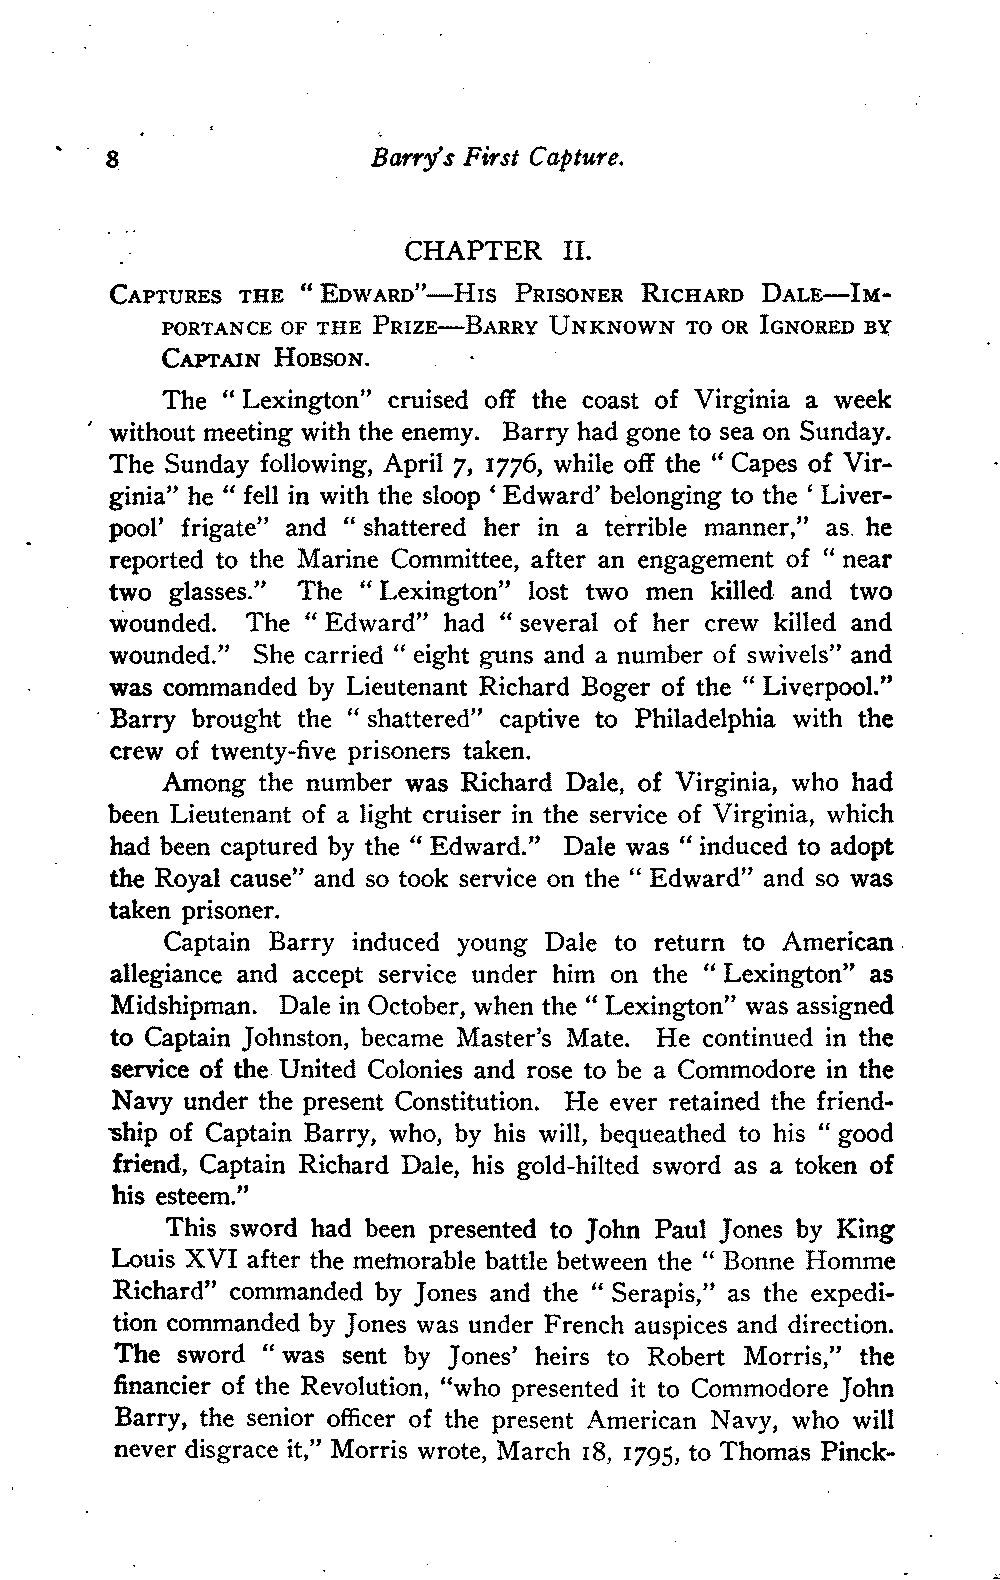 8 Barry's First Capture.
CHAPTER II.
CAPTURES THE "EDWARD"—HIS PRISONER RICHARD DALE—IM-
PORTANCE OF THE PRIZE—BARRY UNKNOWN TO OR IGNORED BY
CAPTAIN HOBSON.
The "Lexington" cruised off the coast of Virginia a week
without meeting with the enemy. Barry had gone to sea on Sunday.
The Sunday following, April 7, 1776, while off the "Capes of Vir-
ginia" he "fell in with the sloop 'Edward' belonging to the 'Liver-
pool' frigate" and "shattered her in a terrible manner," as he
reported to the Marine Committee, after an engagement of "near
two glasses." The "Lexington" lost two men killed and two
wounded. The "Edward" had "several of her crew killed and
wounded." She carried "eight guns and a number of swivels" and
was commanded by Lieutenant Richard Boger of the "Liverpool."
Barry brought the "shattered" captive to Philadelphia with the
crew of twenty-five prisoners taken.
Among the number was Richard Dale, of Virginia, who had
been Lieutenant of a light cruiser in the service of Virginia, which
had been captured by the "Edward." Dale was "induced to adopt
the Royal cause" and so took service on the "Edward" and so was
taken prisoner.
Captain Barry induced young Dale to return to American
allegiance and accept service under him on the "Lexington" as
Midshipman. Dale in October, when the "Lexington" was assigned
to Captain Johnston, became Master's Mate. He continued in the
service of the United Colonies and rose to be a Commodore in the
Navy under the present Constitution. He ever retained the friend-
ship of Captain Barry, who, by his will, bequeathed to his "good
friend, Captain Richard Dale, his gold-hilted sword as a token of
his esteem."
This sword had been presented to John Paul Jones by King
Louis XVI after the memorable battle between the "Bonne Homme
Richard" commanded by Jones and the "Serapis," as the expedi-
tion commanded by Jones was under French auspices and direction.
The sword "was sent by Jones' heirs to Robert Morris," the
financier of the Revolution, "who presented it to Commodore John
Barry, the senior officer of the present American Navy, who will
never disgrace it," Morris wrote, March 18, 1795, to Thomas Pinck-